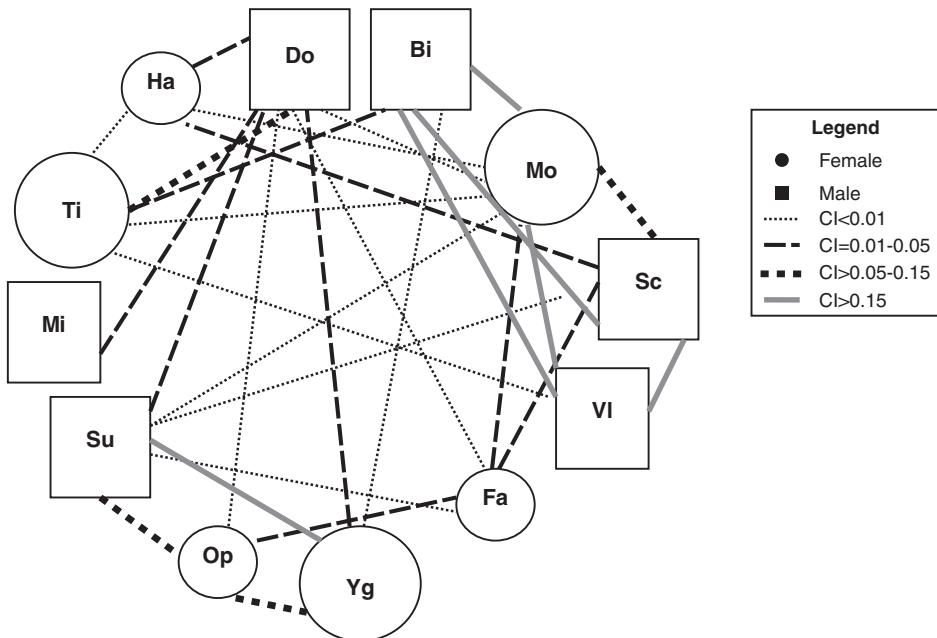 Do
Bi
Ha
Mo
Ti
Sc
Mi
Vl
Su
Fa
Op
Yg
Legend
Female
Male
CI<0.01
CI=0.01-0.05
CI>0.05-0.15
CI>0.15